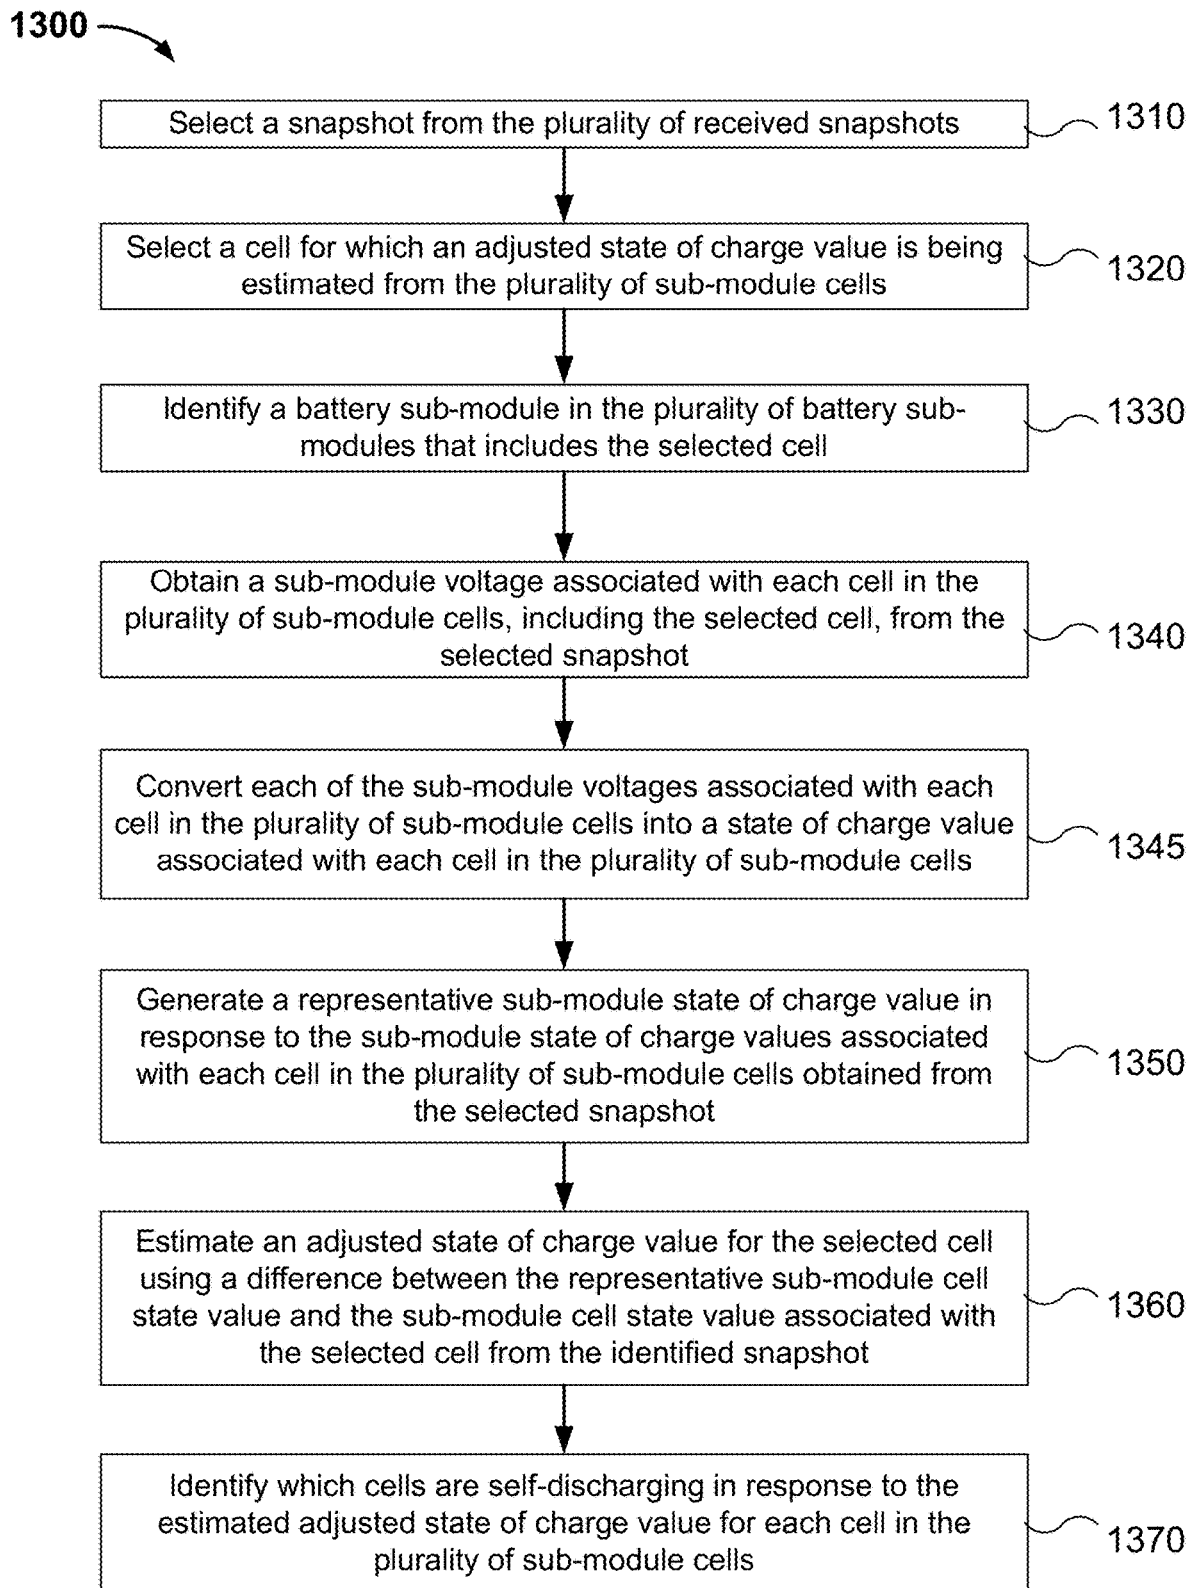 1300
Select a snapshot from the plurality of received snapshots
1310
Select a cell for which an adjusted state of charge value is being
estimated from the plurality of sub-module cells
1320
Identify a battery sub-module in the plurality of battery sub-
modules that includes the selected cell
1330
Obtain a sub-module voltage associated with each cell in the
plurality of sub-module cells, including the selected cell, from the
selected snapshot
1340
Convert each of the sub-module voltages associated with each
cell in the plurality of sub-module cells into a state of charge value
associated with each cell in the plurality of sub-module cells
1345
Generate a representative sub-module state of charge value in
response to the sub-module state of charge values associated
with each cell in the plurality of sub-module cells obtained from
the selected snapshot
1350
Estimate an adjusted state of charge value for the selected cell
using a difference between the representative sub-module cell
state value and the sub-module cell state value associated with
the selected cell from the identified snapshot
1360
Identify which cells are self-discharging in response to the
estimated adjusted state of charge value for each cell in the
plurality of sub-module cells
1370